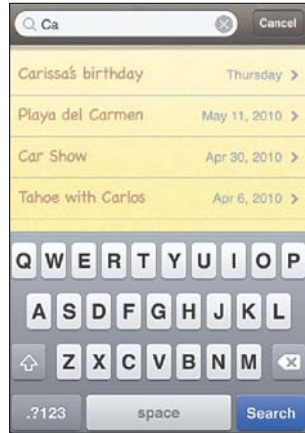 Ca Cancel
Carissa's birthday Thursday >
Playa del Carmen May 11, 2010 >
Car Show Apr 30, 2010 >
Tahoe with Carlos Apr 6, 2010 >
Q W E R T Y U I O P
A S D F G H J K L
Z X C V B N M
.?123 space Search